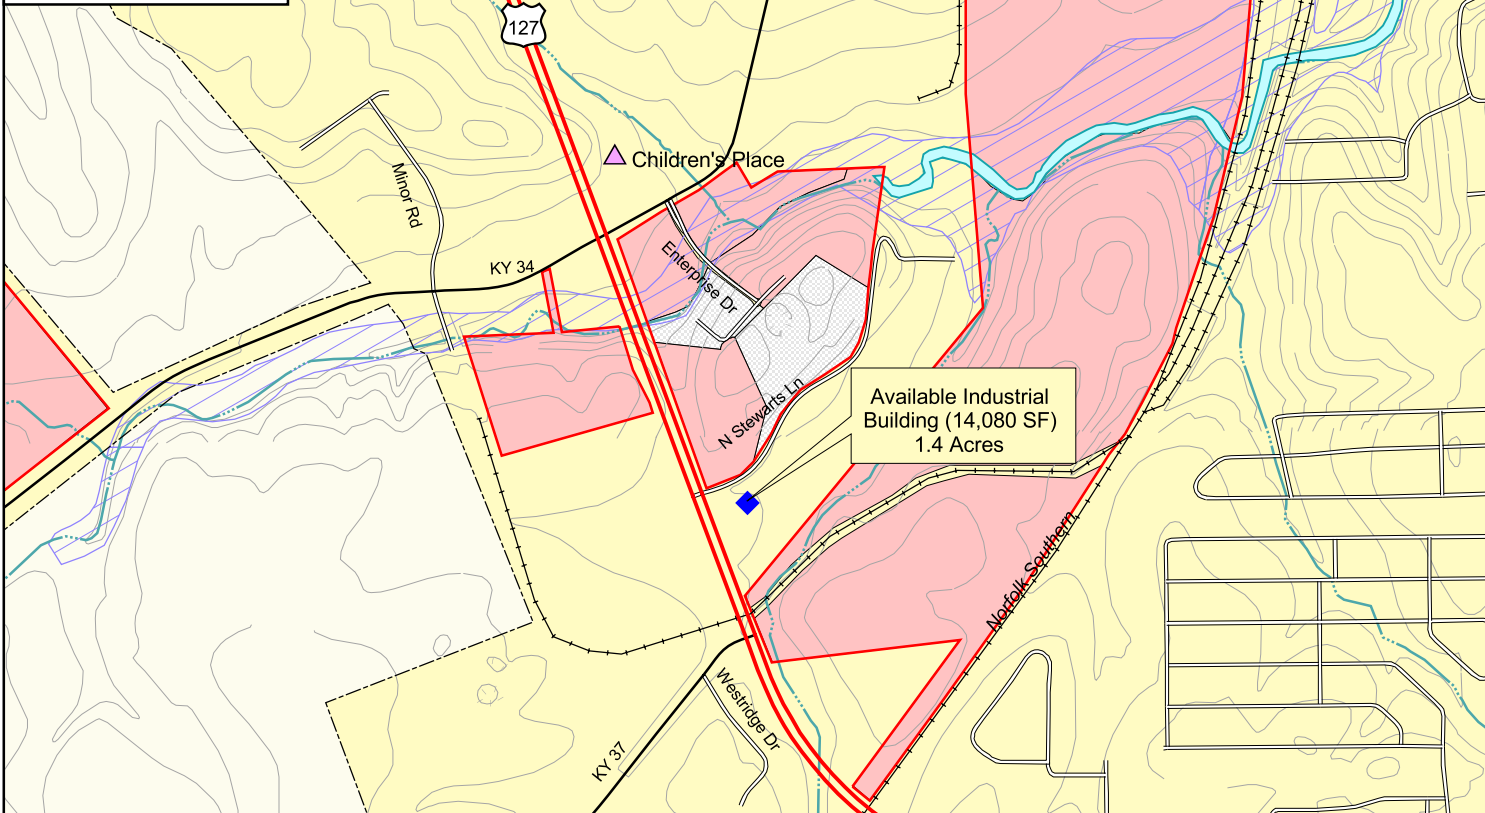 127
Children's Place
Minor Rd
KY 34
Enterprise Dr
N Stewarts Ln
Available Industrial
Building (14,080 SF)
1.4 Acres
Norfolk Southern
Westridge Dr
KY 37